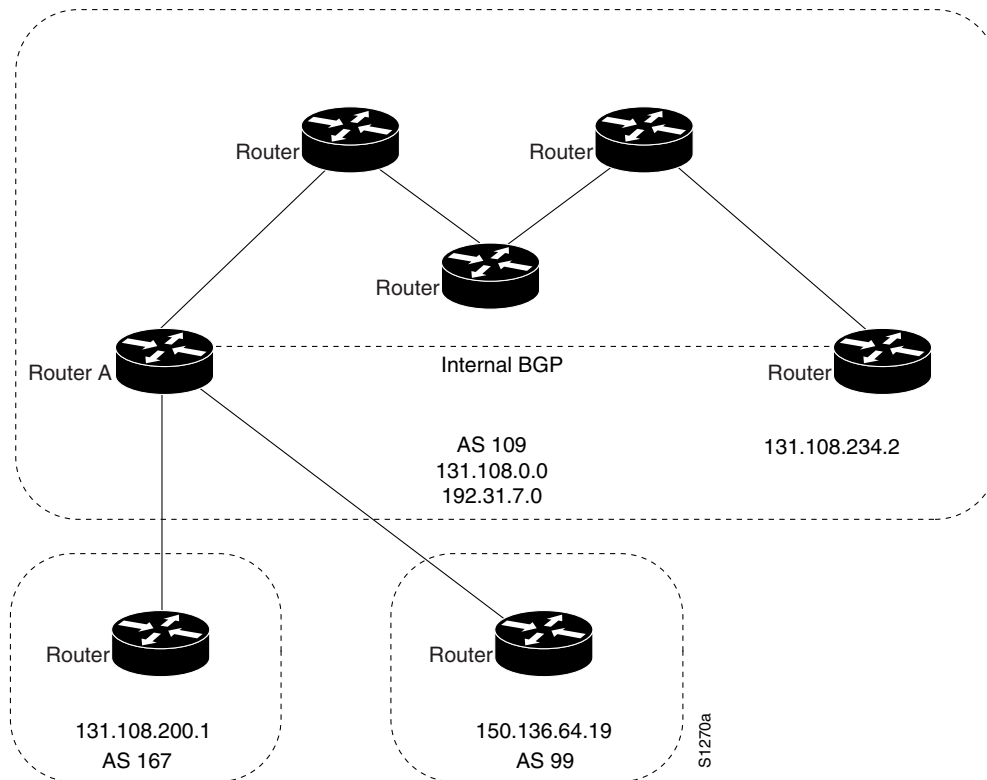 Router
Router
Router
Router A
Internal BGP
Router
AS 109
131.108.0.0
192.31.7.0
131.108.234.2
Router
Router
131.108.200.1
AS 167
150.136.64.19
AS 99
S1270a